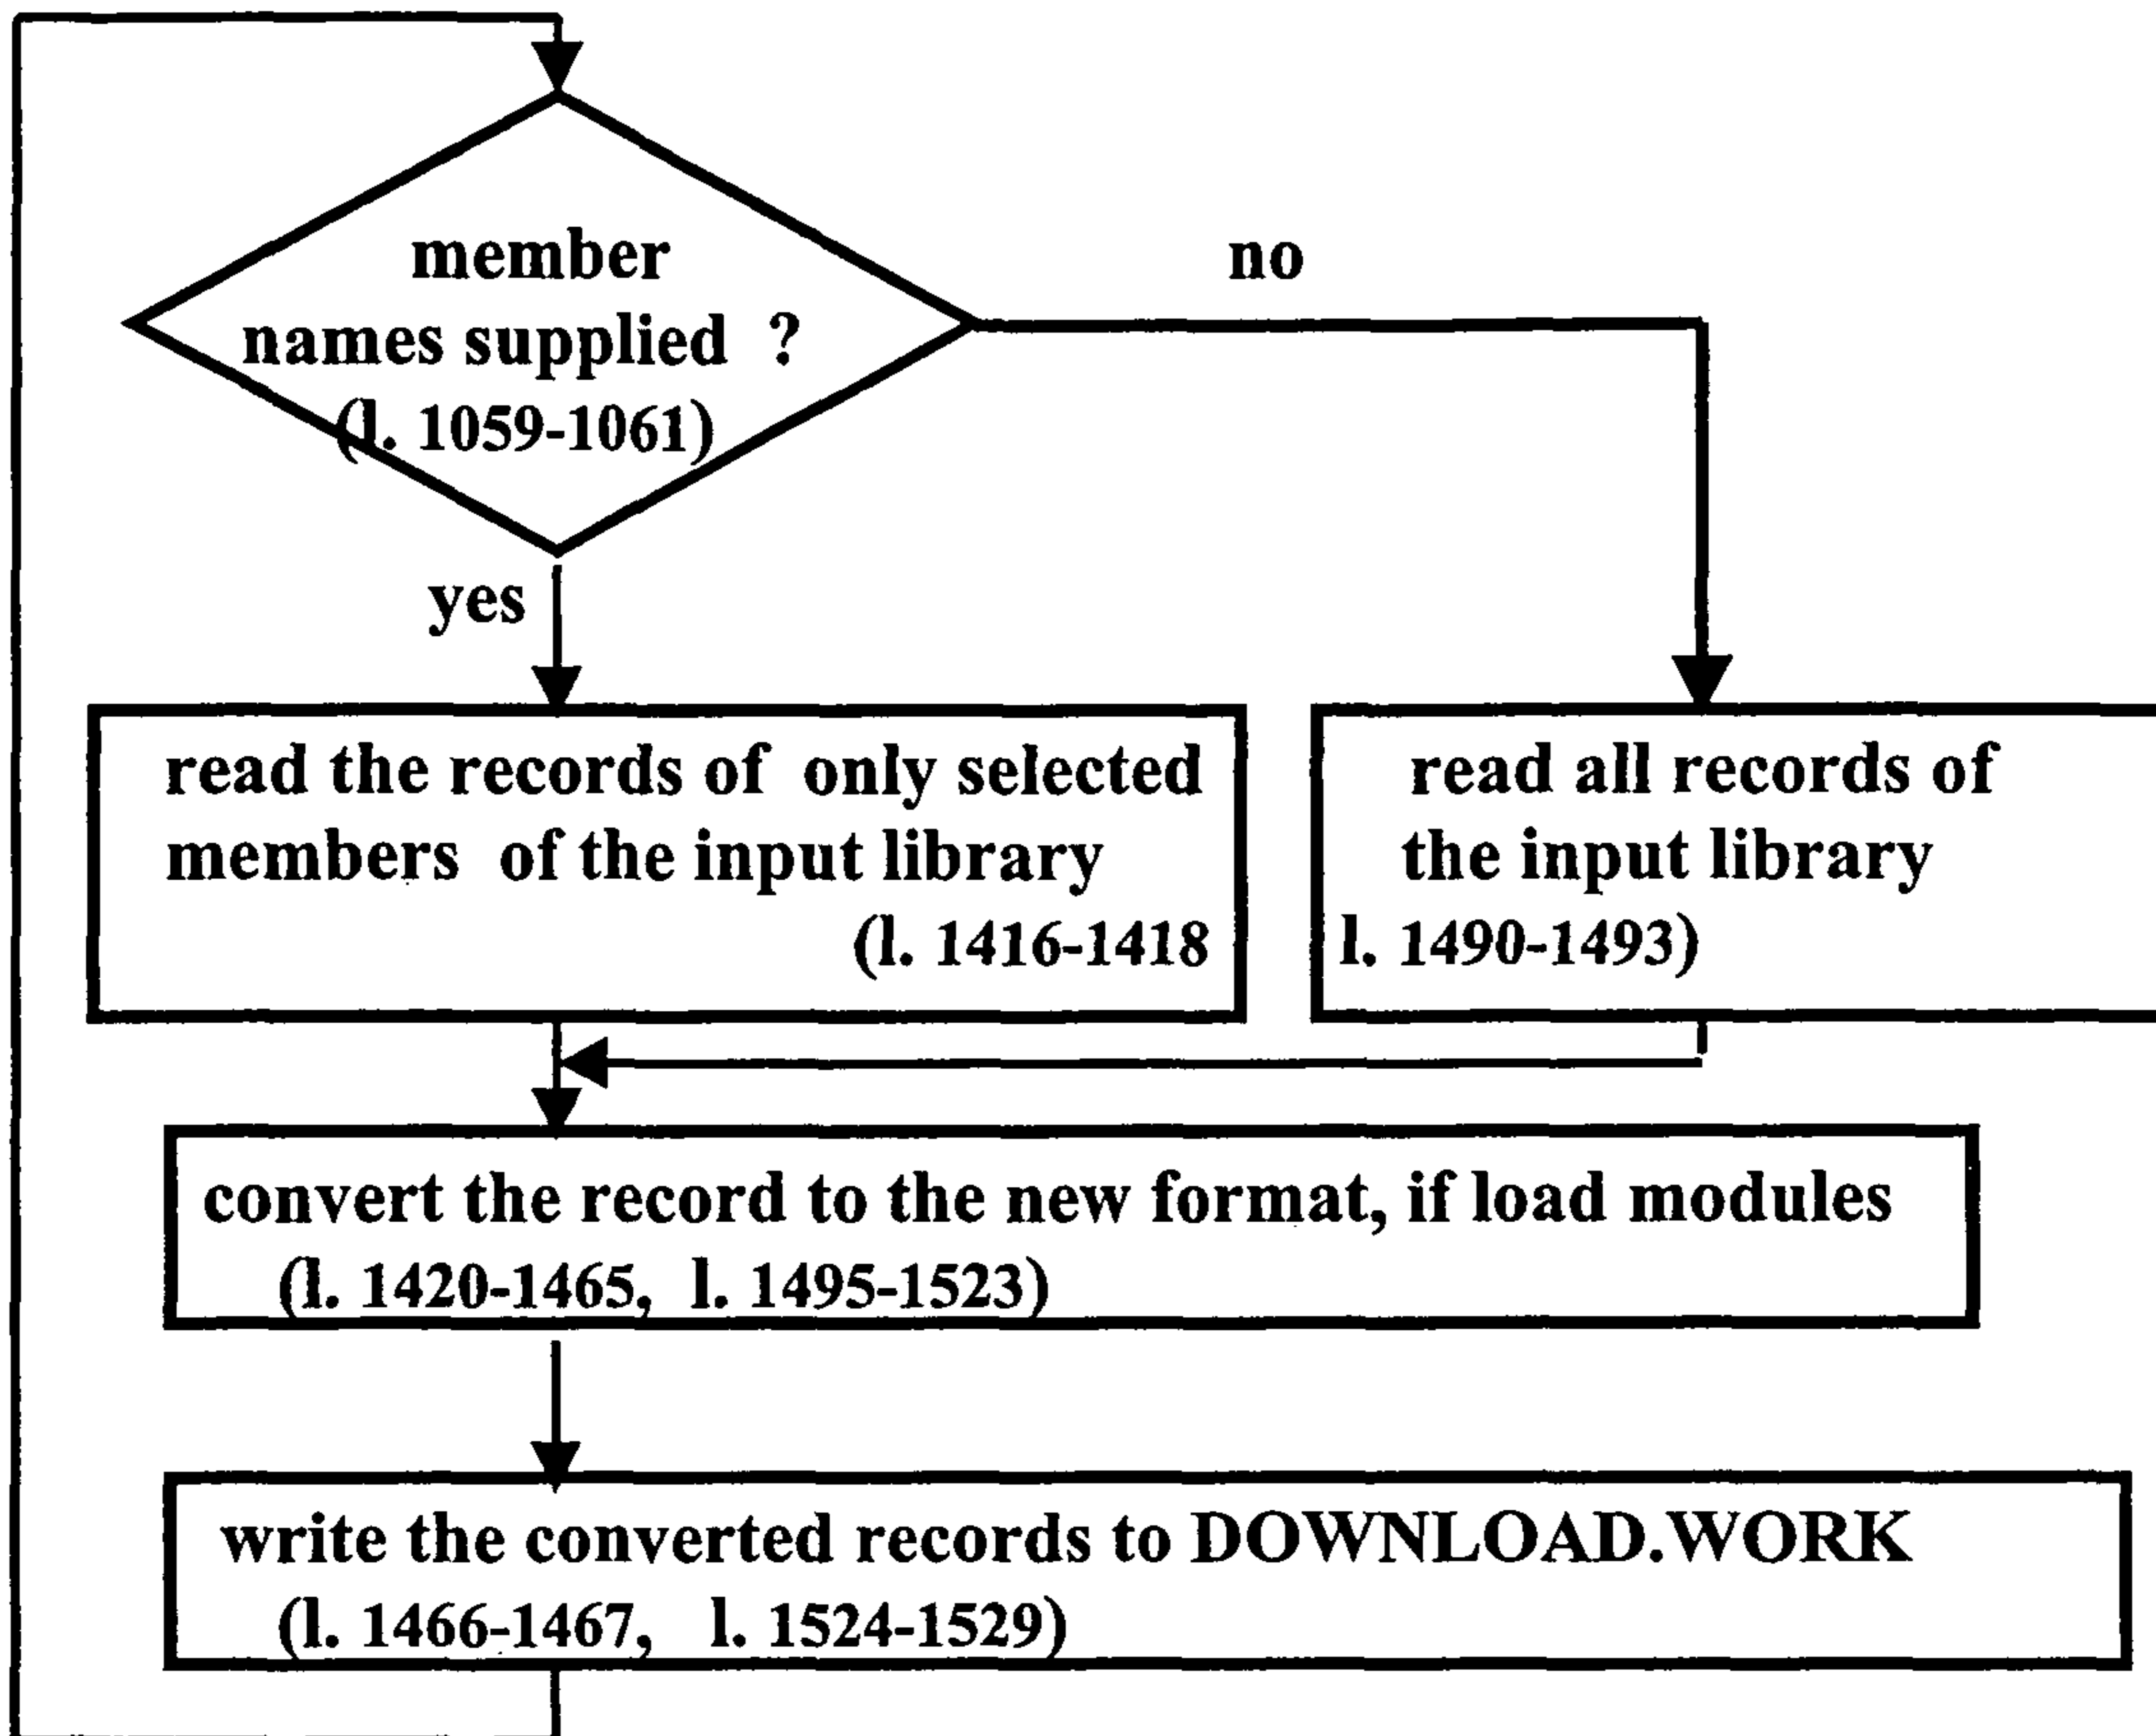 member
names supplied ?
(l. 1059-1061)
no
yes
read the records of only selected
members of the input library
(l. 1416-1418
read all records of
the input library
l. 1490-1493)
convert the record to the new format, if load modules
(l. 1420-1465, l. 1495-1523)
write the converted records to DOWNLOAD.WORK
(l. 1466-1467, l. 1524-1529)